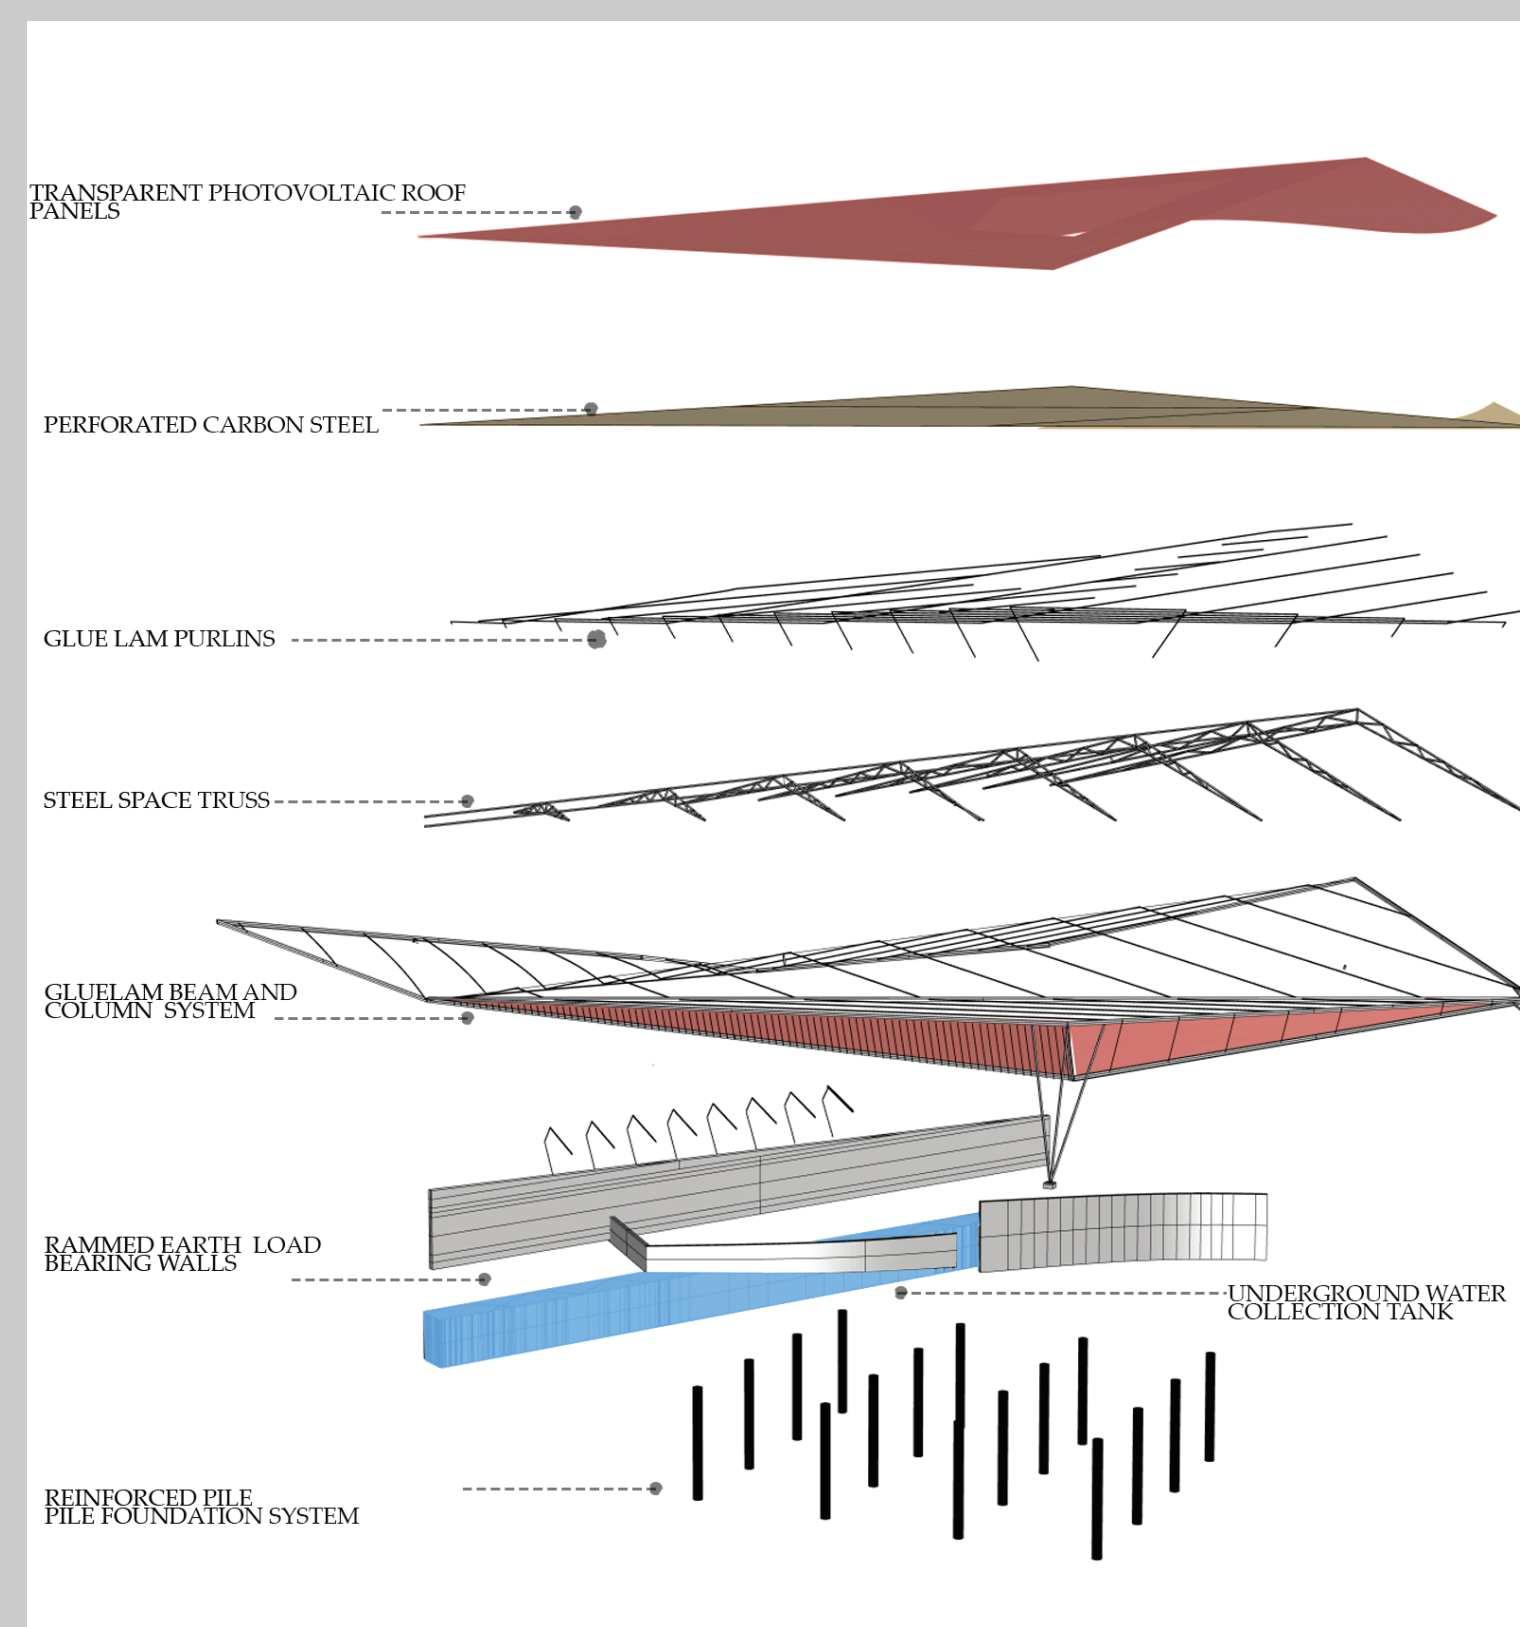 TRANSPARENT PHOTOVOLTAIC ROOF
PANELS
PERFORATED CARBON STEEL
GLUE LAM PURLINS
STEEL SPACE TRUSS
GLUELAM BEAM AND
COLUMN SYSTEM
RAMMED EARTH LOAD
BEARING WALLS
UNDERGROUND WATER
COLLECTION TANK
REINFORCED PILE
PILE FOUNDATION SYSTEM